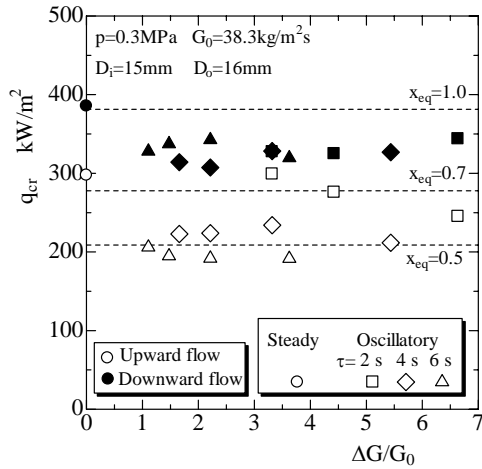 500
400
300
200
100
0
q_cr kW/m²
p=0.3MPa G₀=38.3kg/m²s
D_i=15mm D_o=16mm
x_eq=1.0
x_eq=0.7
x_eq=0.5
Upward flow
Downward flow
Steady Oscillatory
τ= 2 s 4 s 6 s
0 1 2 3 4 5 6 7
ΔG/G₀